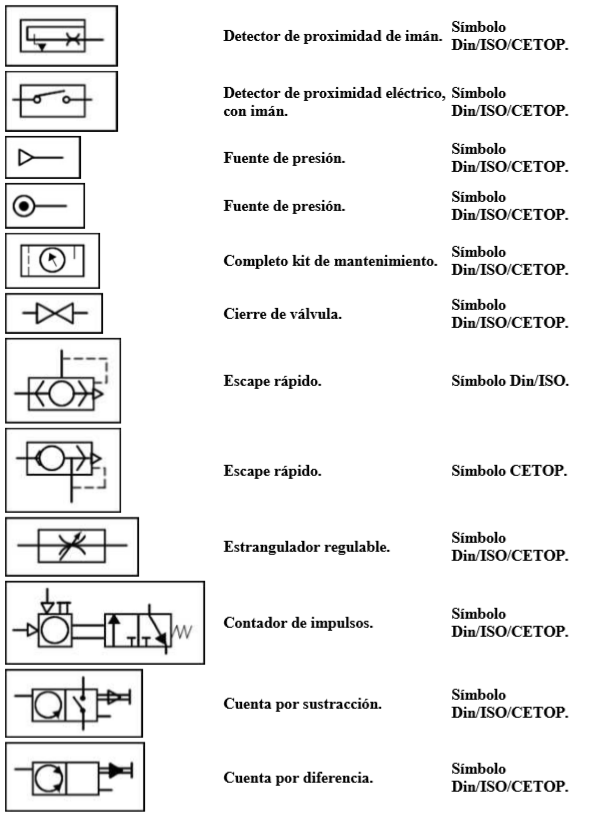 Detector de proximidad de imán. Símbolo
Din/ISO/CETOP.
Detector de proximidad eléctrico, Símbolo
con imán. Din/ISO/CETOP.
Fuente de presión. Símbolo
Din/ISO/CETOP.
Fuente de presión. Símbolo
Din/ISO/CETOP.
Completo kit de mantenimiento. Símbolo
Din/ISO/CETOP.
Cierre de válvula. Símbolo
Din/ISO/CETOP.
Escape rápido. Símbolo Din/ISO.
Escape rápido. Símbolo CETOP.
Estrangulador regulable. Símbolo
Din/ISO/CETOP.
Contador de impulsos. Símbolo
Din/ISO/CETOP.
Cuenta por sustracción. Símbolo
Din/ISO/CETOP.
Cuenta por diferencia. Símbolo
Din/ISO/CETOP.